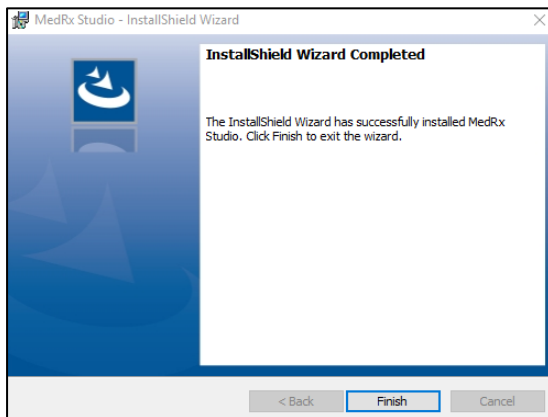 MedRx Studio - InstallShield Wizard
InstallShield Wizard Completed
The InstallShield Wizard has successfully installed MedRx
Studio. Click Finish to exit the wizard.
< Back
Finish
Cancel